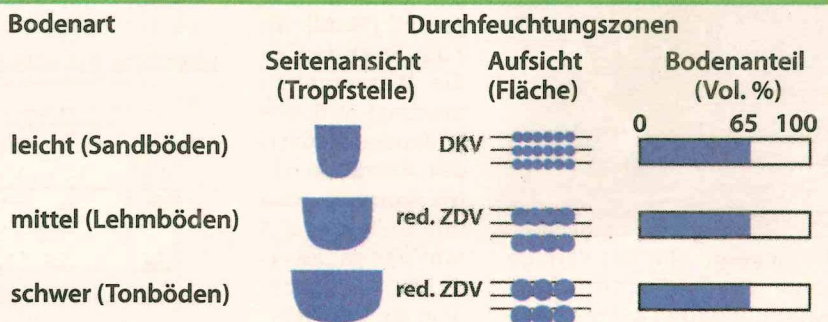 Bodenart Durchfeuchtungszonen
Seitenansicht Aufsicht Bodenanteil
(Tropfstelle) (Fläche) (Vol. %)
0 65 100
leicht (Sandböden) DKV
mittel (Lehmböden) red. ZDV
schwer (Tonböden) red. ZDV